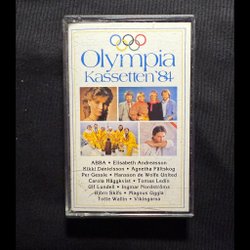 Olympia
Kassetten '84
ABBA • Elisabeth Andreasson
Kikki Danielsson • Agnetha Fältskog
Per Gessle • Hansson de Wolfe United
Carola Häggkvist • Tomas Ledin
Ulf Lundell • Ingmar Nordströms
Björn Skifs • Magnus Uggla
Totte Wallin • Vikingarna